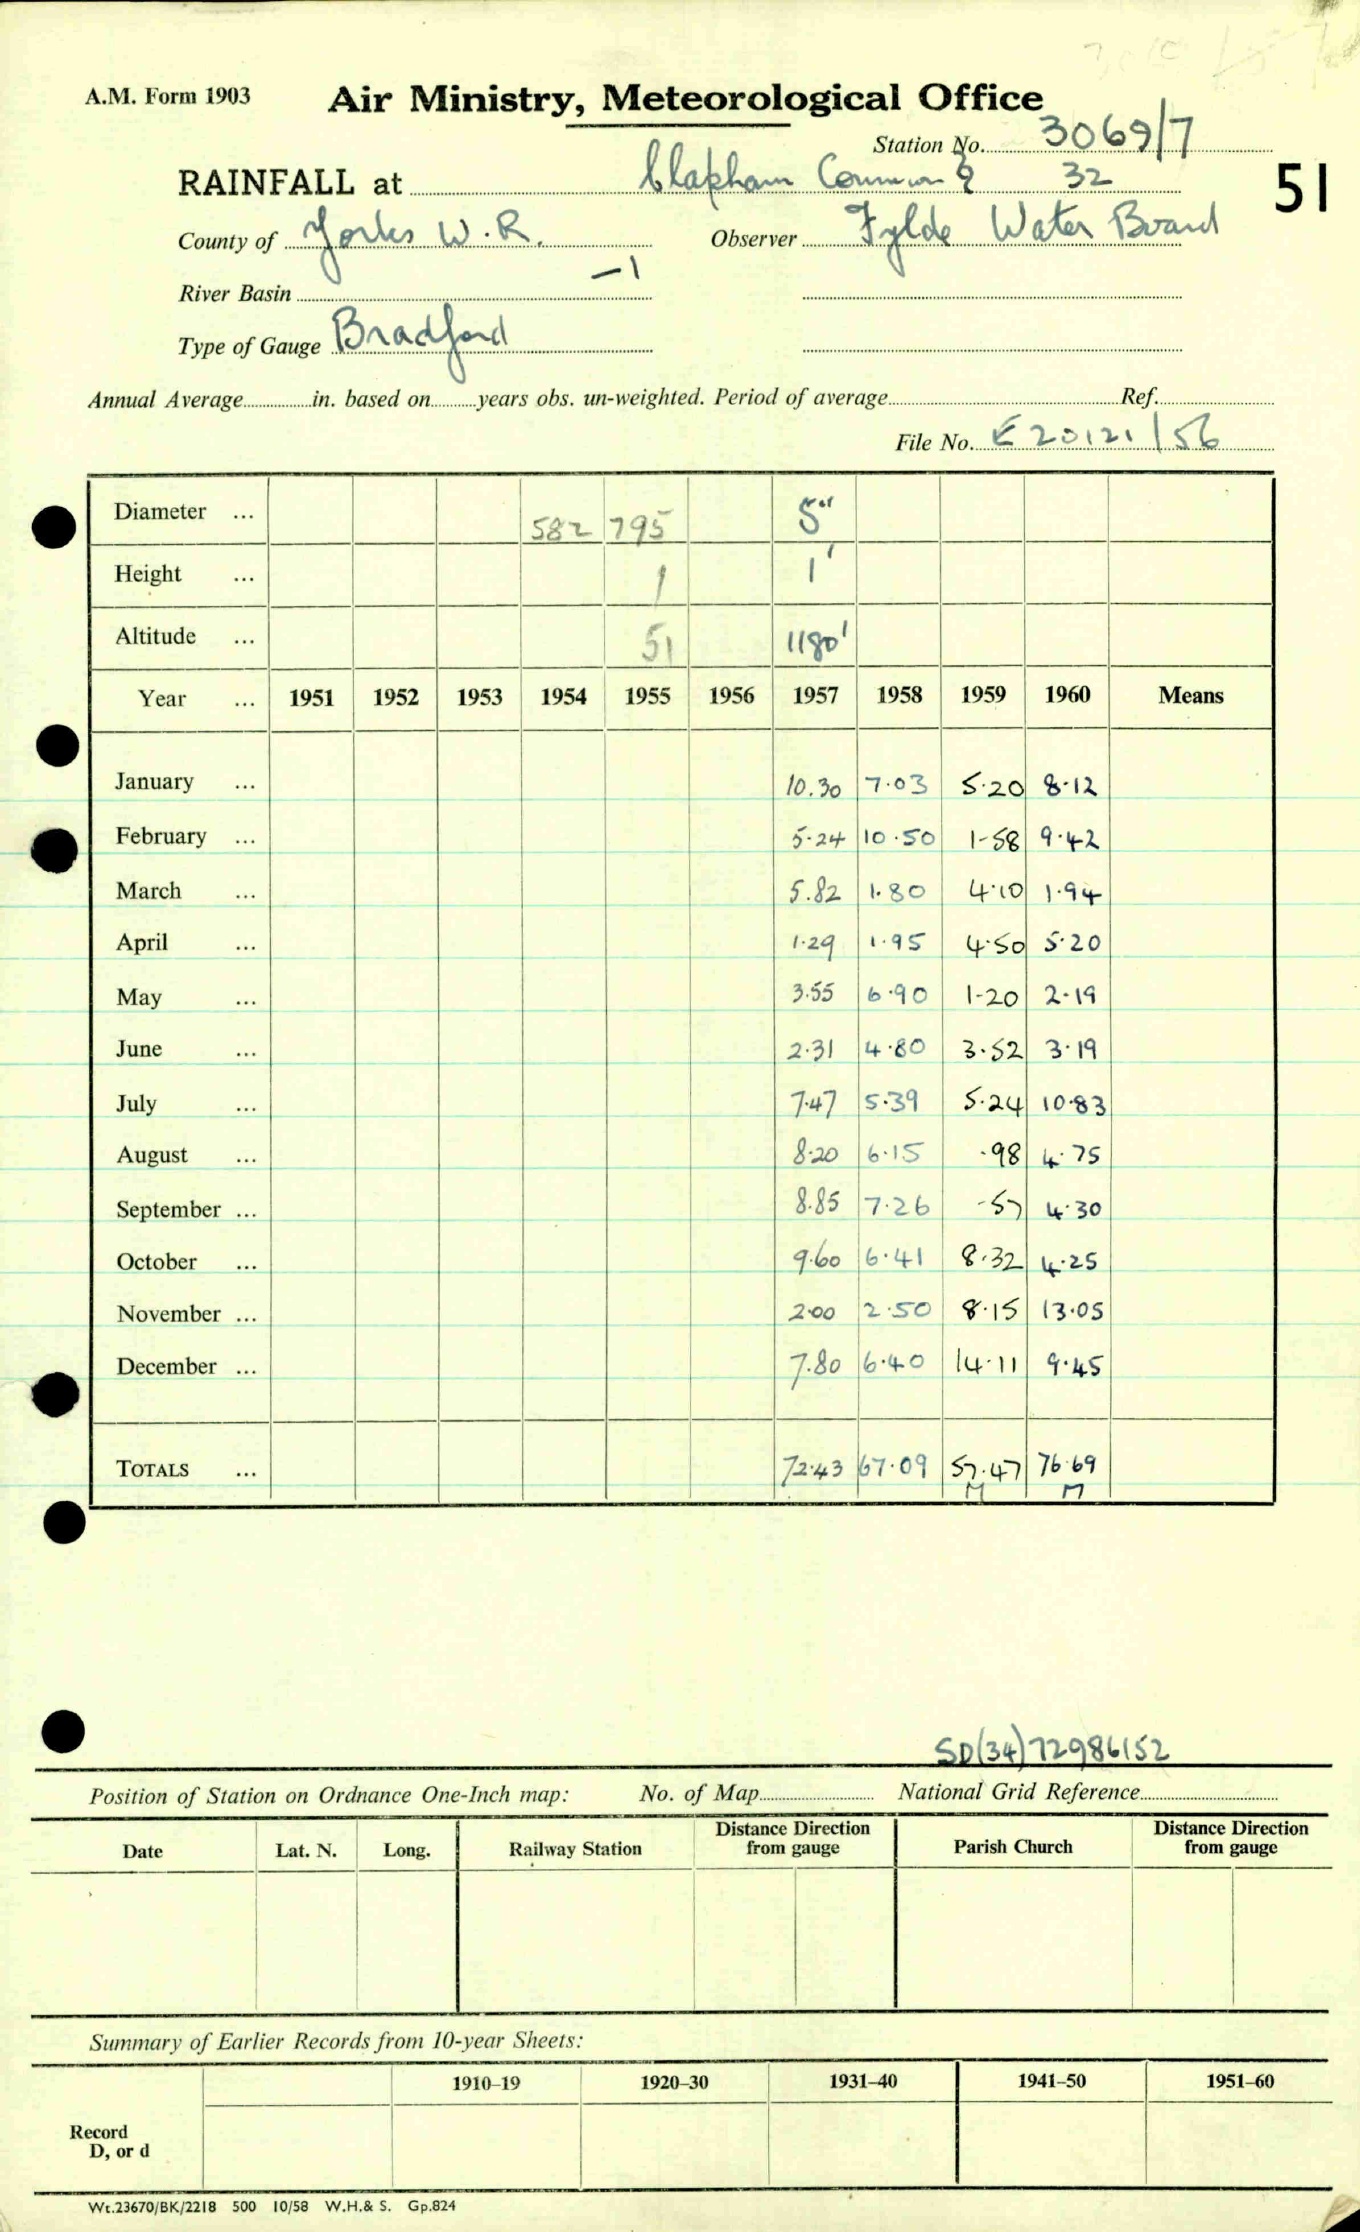 A.M. Form 1903 Air Ministry, Meteorological Office
Station No. 3069/7
RAINFALL at Clapham Common 32
51
County of Yorks W.R. Observer Fylde Water Board
River Basin -1
Type of Gauge Bradford
Annual Average in. based on years obs. un-weighted. Period of average Ref.
File No. E20121/56
Diameter ... 582 795 5"
Height ... 1 1'
Altitude ... 51 1180'
Year ... 1951 1952 1953 1954 1955 1956 1957 1958 1959 1960 Means
January ... 10.30 7.03 5.20 8.12
February ... 5.24 10.50 1-58 9.42
March ... 5.82 1.80 4.10 1.94
April ... 1.29 1.95 4.50 5.20
May ... 3.55 6.90 1-20 2.19
June ... 2.31 4.80 3.52 3.19
July ... 7.47 5.39 5.24 10.83
August ... 8.20 6.15 .98 4.75
September ... 8.85 7.26 .57 4.30
October ... 9.60 6.41 8.32 4.25
November ... 2.00 2.50 8.15 13.05
December ... 7.80 6.40 14.11 9.45
TOTALS ... 72.43 67.09 57.47 76.69
M M
SD(34)72986152
Position of Station on Ordnance One-Inch map: No. of Map National Grid Reference
Date Lat. N. Long. Railway Station Distance Direction from gauge Parish Church Distance Direction from gauge
Summary of Earlier Records from 10-year Sheets:
1910–19 1920–30 1931–40 1941–50 1951–60
Record
D, or d
Wt.23670/BK/2218 500 10/58 W.H.& S. Gp.824